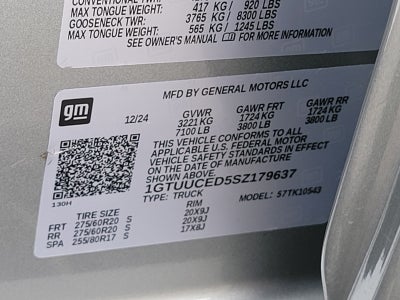 CONVENTIONAL TWR:
MAX TONGUE WEIGHT: 417 KG / 920 LBS
GOOSENECK TWR: 3765 KG / 8300 LBS
MAX TONGUE WEIGHT: 565 KG / 1245 LBS
SEE OWNER'S MANUAL FOR MORE INFORMATION
gm
MFD BY GENERAL MOTORS LLC
12/24 GVWR GAWR FRT GAWR RR
3221 KG 1724 KG 1724 KG
7100 LB 3800 LB 3800 LB
THIS VEHICLE CONFORMS TO ALL
APPLICABLE U.S. FEDERAL MOTOR
VEHICLE SAFETY STANDARDS IN EFFECT
ON THE DATE OF MANUFACTURE
SHOWN ABOVE.
1GTUUCED5SZ179637
130H
TYPE: TRUCK MODEL: 57TK10543
TIRE SIZE RIM
FRT 275/60R20 S 20X9J
RR 275/60R20 S 20X9J
SPA 255/80R17 S 17X8J